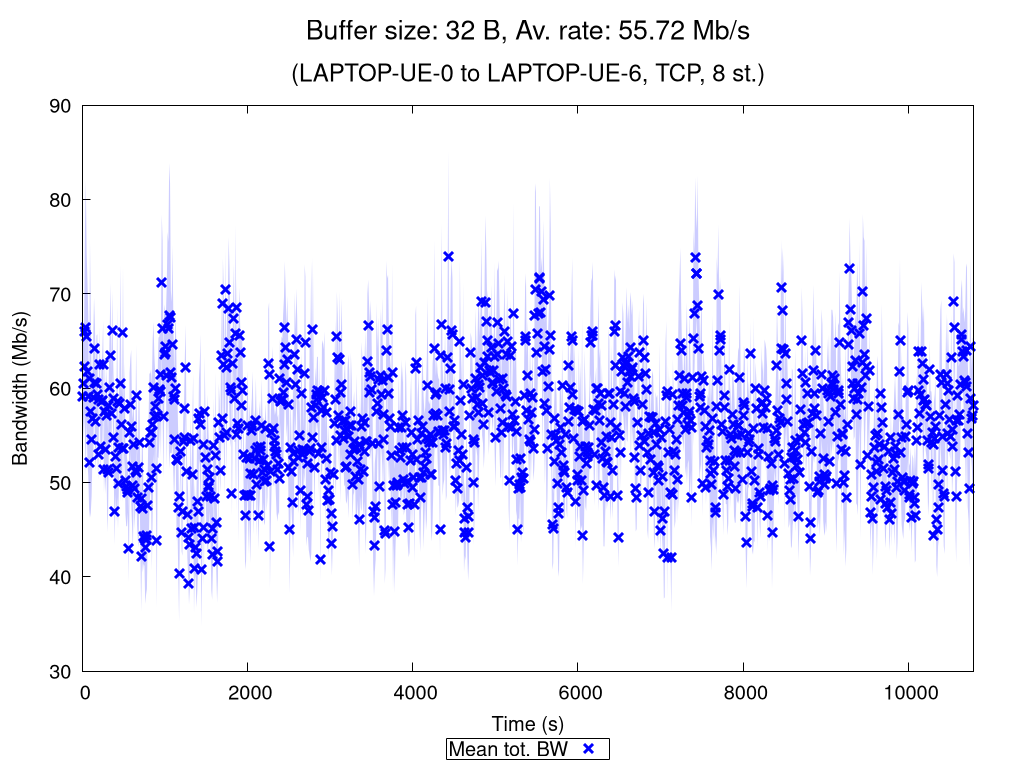 Buffer size: 32 B, Av. rate: 55.72 Mb/s
(LAPTOP-UE-0 to LAPTOP-UE-6, TCP, 8 st.)
90
80
70
60
50
40
30
Bandwidth (Mb/s)
0 2000 4000 6000 8000 10000
Time (s)
Mean tot. BW